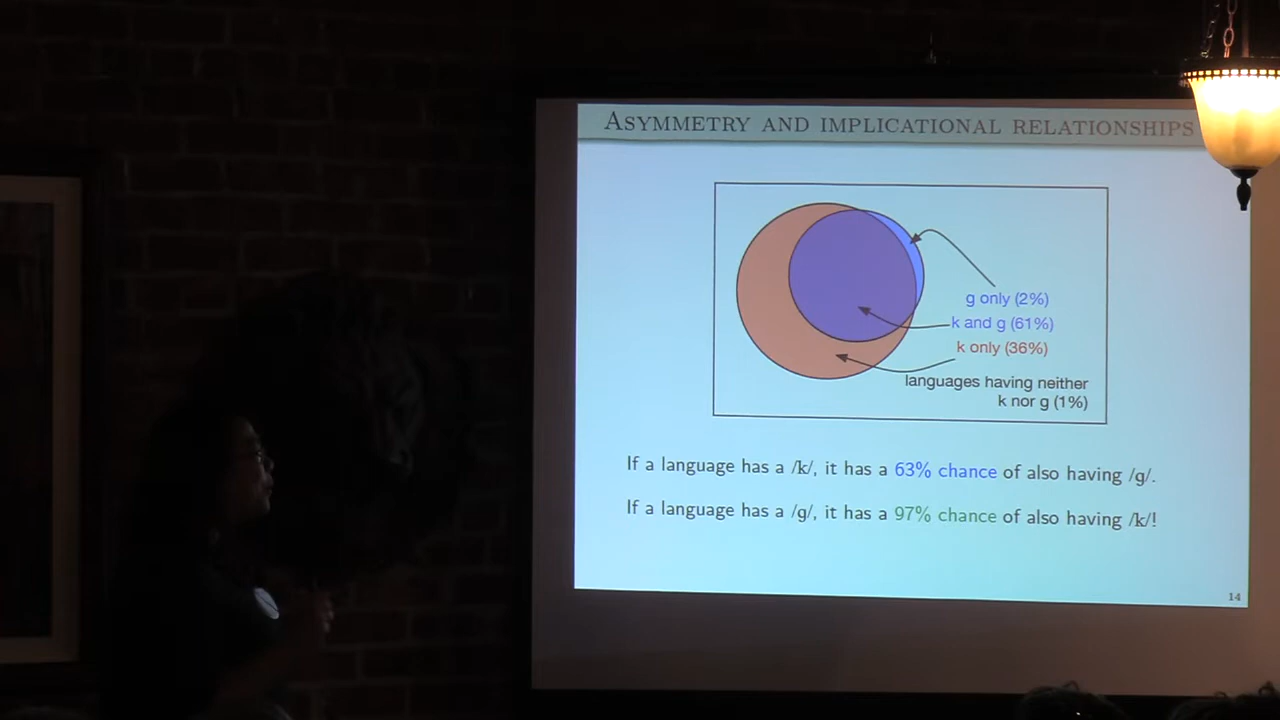 ASYMMETRY AND IMPLICATIONAL RELATIONSHIPS
g only (2%)
k and g (61%)
k only (36%)
languages having neither
k nor g (1%)
If a language has a /k/, it has a 63% chance of also having /g/.
If a language has a /g/, it has a 97% chance of also having /k/!
14